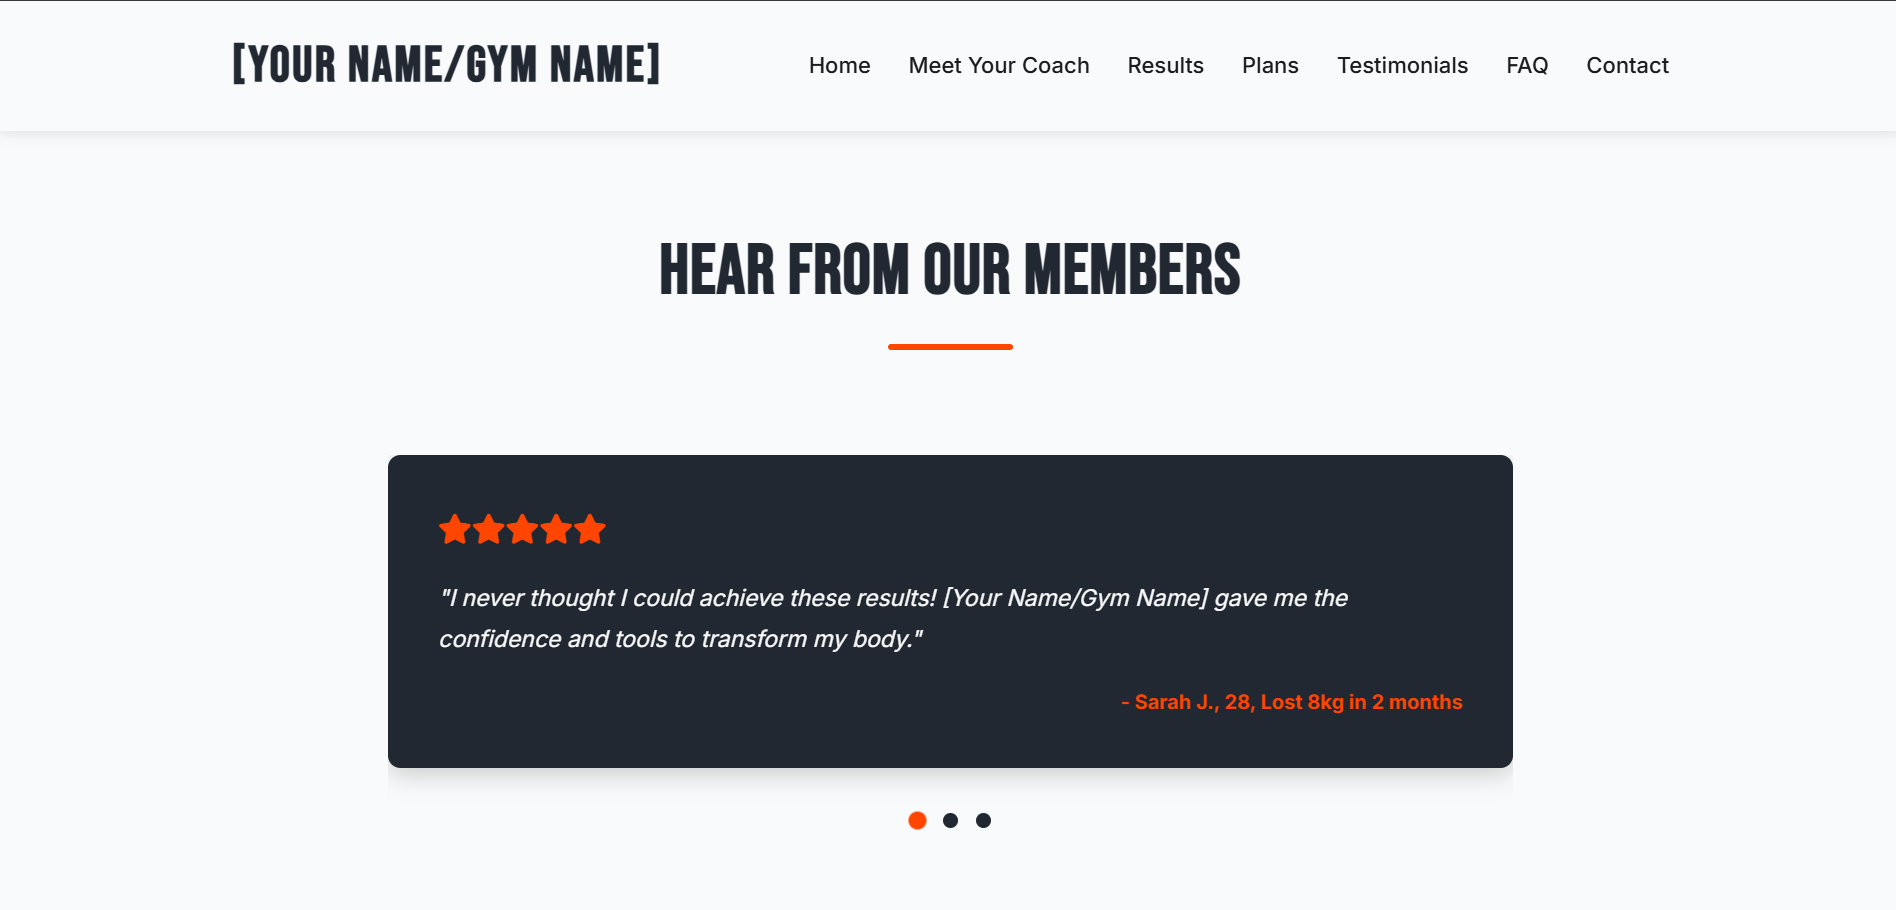 [YOUR NAME/GYM NAME]
Home Meet Your Coach Results Plans Testimonials FAQ Contact
HEAR FROM OUR MEMBERS
"I never thought I could achieve these results! [Your Name/Gym Name] gave me the
confidence and tools to transform my body."
- Sarah J., 28, Lost 8kg in 2 months